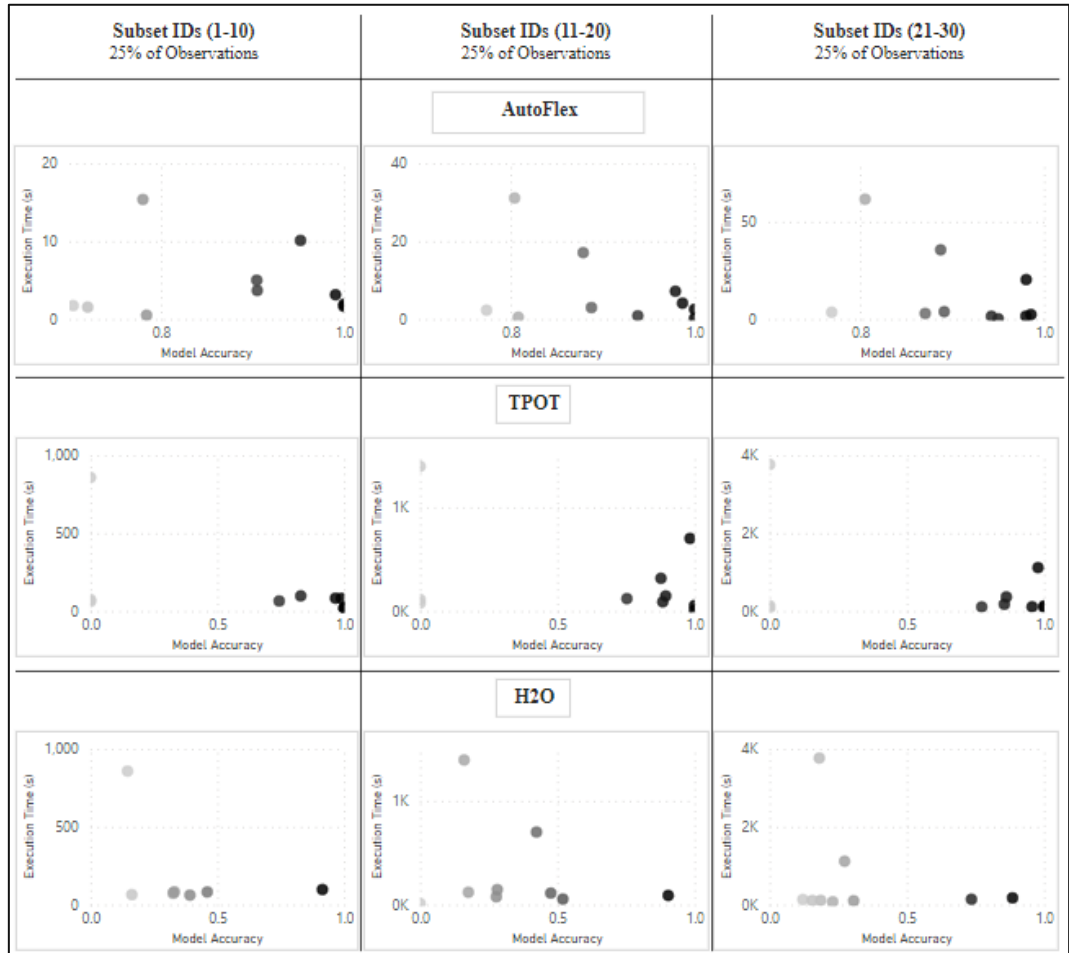 Subset IDs (1-10)
25% of Observations
Subset IDs (11-20)
25% of Observations
Subset IDs (21-30)
25% of Observations
AutoFlex
Execution Time (s)
20
10
0
0.8
1.0
Model Accuracy
Execution Time (s)
40
20
0
0.8
1.0
Model Accuracy
Execution Time (s)
50
0
0.8
1.0
Model Accuracy
TPOT
Execution Time (s)
1,000
500
0
0.0
0.5
1.0
Model Accuracy
Execution Time (s)
1K
0K
0.0
0.5
1.0
Model Accuracy
Execution Time (s)
4K
2K
0K
0.0
0.5
1.0
Model Accuracy
H2O
Execution Time (s)
1,000
500
0
0.0
0.5
1.0
Model Accuracy
Execution Time (s)
1K
0K
0.0
0.5
1.0
Model Accuracy
Execution Time (s)
4K
2K
0K
0.0
0.5
1.0
Model Accuracy